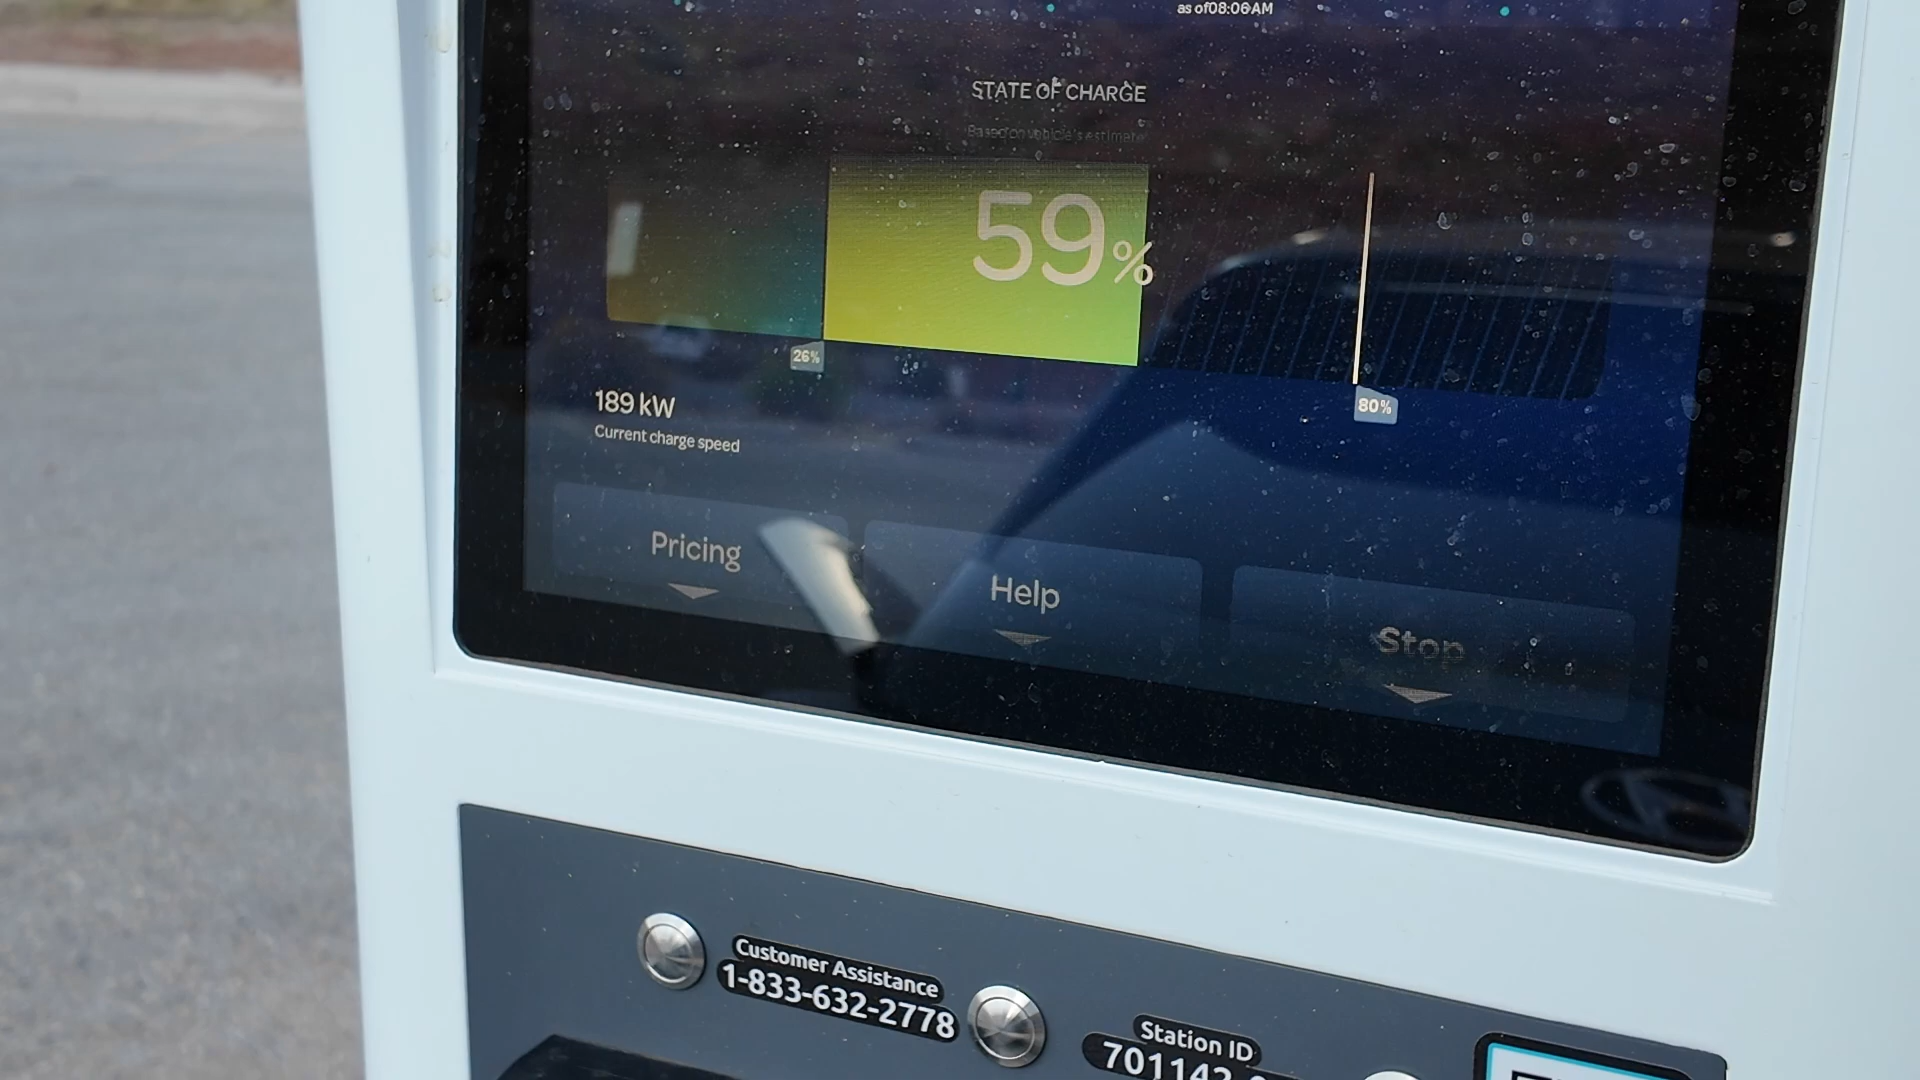 as of 08:06 AM
STATE OF CHARGE
Based on vehicle's estimate
59%
26%
80%
189 kW
Current charge speed
Pricing
Help
Stop
Customer Assistance
1-833-632-2778
Station ID
701142